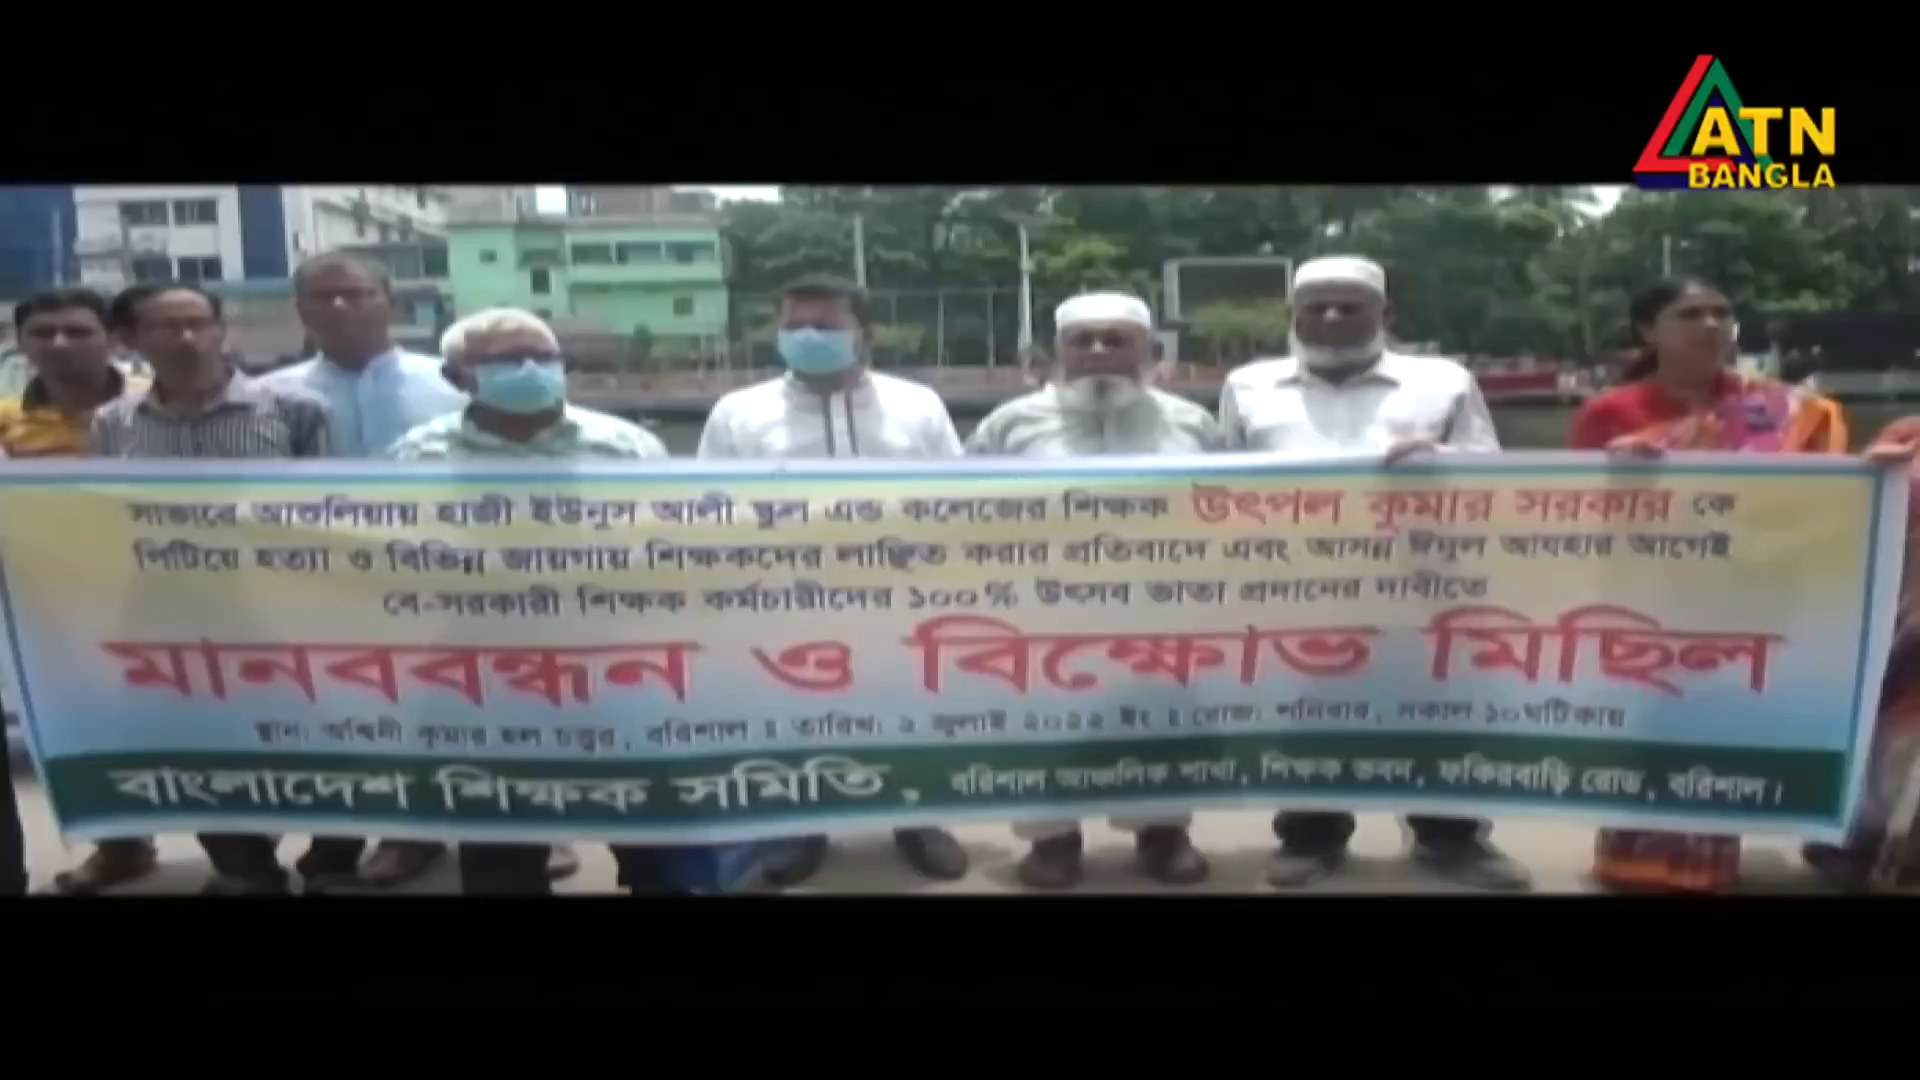 ATN
BANGLA
সাভারে আশুলিয়ায় হাজী ইউনুস আলী স্কুল এন্ড কলেজের শিক্ষক উৎপল কুমার সরকার কে
পিটিয়ে হত্যা ও বিভিন্ন জায়গায় শিক্ষকদের লাঞ্ছিত করার প্রতিবাদে এবং আসন্ন ঈদুল আযহার আগেই
বে-সরকারী শিক্ষক কর্মচারীদের ১০০% উৎসব ভাতা প্রদানের দাবীতে
মানববন্ধন ও বিক্ষোভ মিছিল
স্থান: অশ্বিনী কুমার হল চত্ত্বর, বরিশাল ॥ তারিখ: ২ জুলাই ২০২২ ইং ॥ রোজ: শনিবার, সকাল ১০ঘটিকায়
বাংলাদেশ শিক্ষক সমিতি, বরিশাল আঞ্চলিক শাখা, শিক্ষক ভবন, ফকিরবাড়ি রোড, বরিশাল।